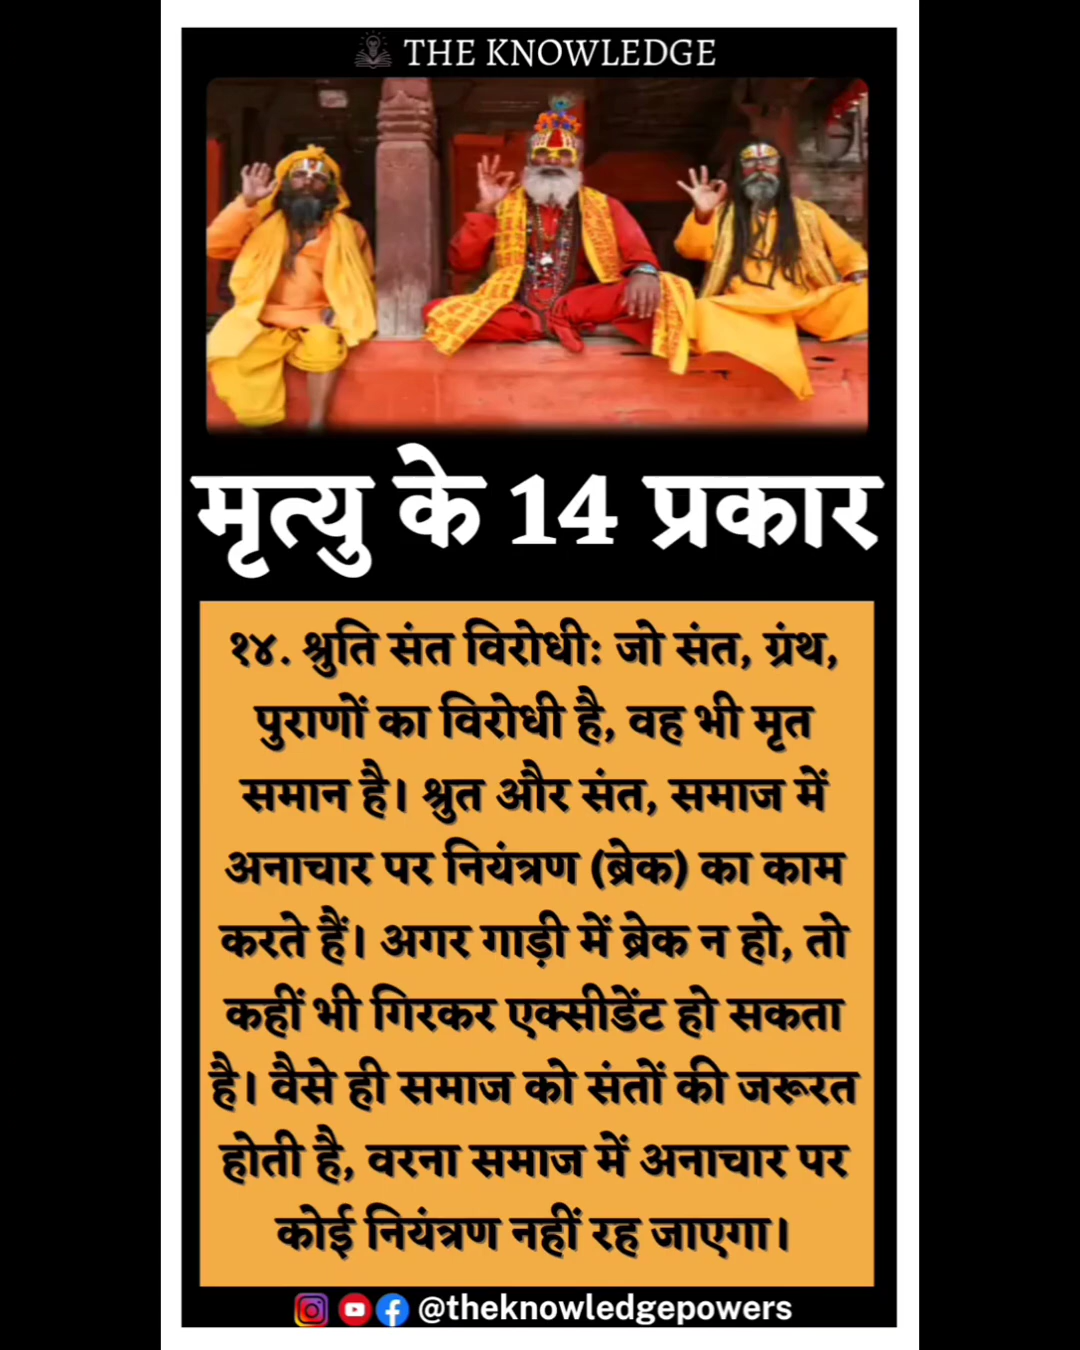 THE KNOWLEDGE
मृत्यु के 14 प्रकार
१४. श्रुति संत विरोधी: जो संत, ग्रंथ,
पुराणों का विरोधी है, वह भी मृत
समान है। श्रुत और संत, समाज में
अनाचार पर नियंत्रण (ब्रेक) का काम
करते हैं। अगर गाड़ी में ब्रेक न हो, तो
कहीं भी गिरकर एक्सीडेंट हो सकता
है। वैसे ही समाज को संतों की जरूरत
होती है, वरना समाज में अनाचार पर
कोई नियंत्रण नहीं रह जाएगा।
@theknowledgepowers